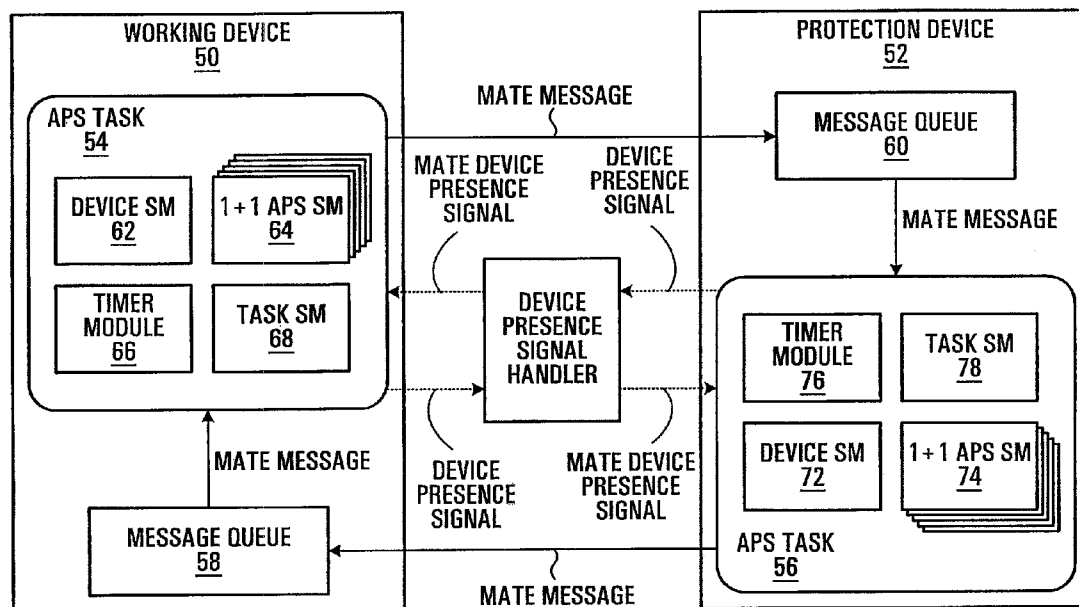 WORKING DEVICE
50
APS TASK
54
DEVICE SM
62
1+1 APS SM
64
TIMER
MODULE
66
TASK SM
68
MATE MESSAGE
MESSAGE QUEUE
58
MATE MESSAGE
MATE DEVICE
PRESENCE
SIGNAL
DEVICE
PRESENCE
SIGNAL
DEVICE
PRESENCE
SIGNAL
HANDLER
DEVICE
PRESENCE
SIGNAL
MATE DEVICE
PRESENCE
SIGNAL
MATE MESSAGE
PROTECTION DEVICE
52
MESSAGE QUEUE
60
MATE MESSAGE
TIMER
MODULE
76
TASK SM
78
DEVICE SM
72
1+1 APS SM
74
APS TASK
56